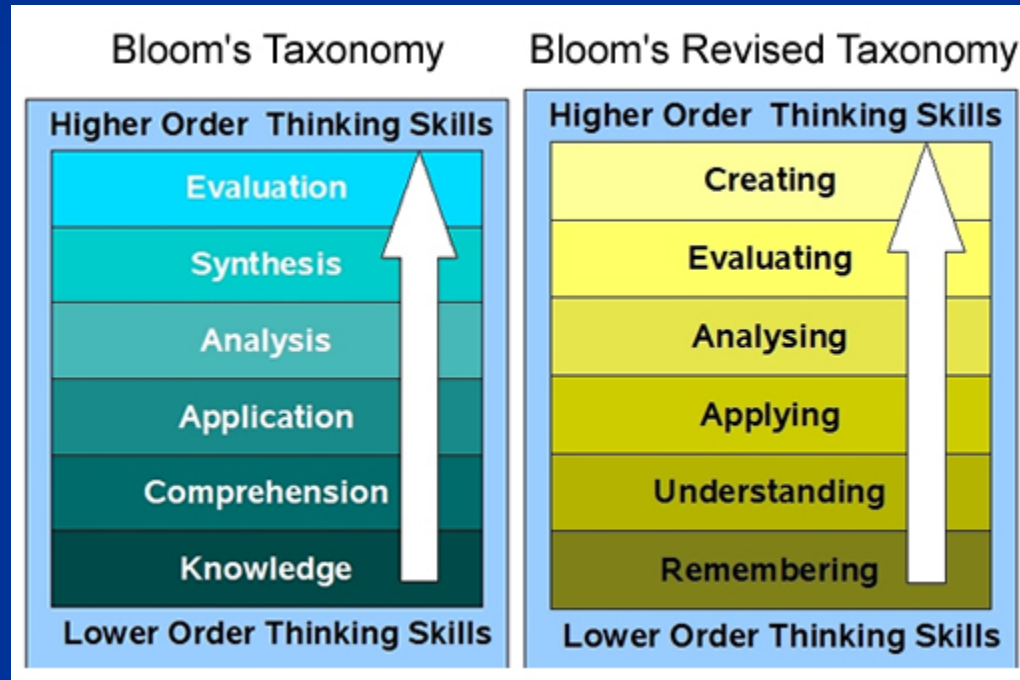 Bloom's Taxonomy
Higher Order Thinking Skills
Evaluation
Synthesis
Analysis
Application
Comprehension
Knowledge
Lower Order Thinking Skills
Bloom's Revised Taxonomy
Higher Order Thinking Skills
Creating
Evaluating
Analysing
Applying
Understanding
Remembering
Lower Order Thinking Skills